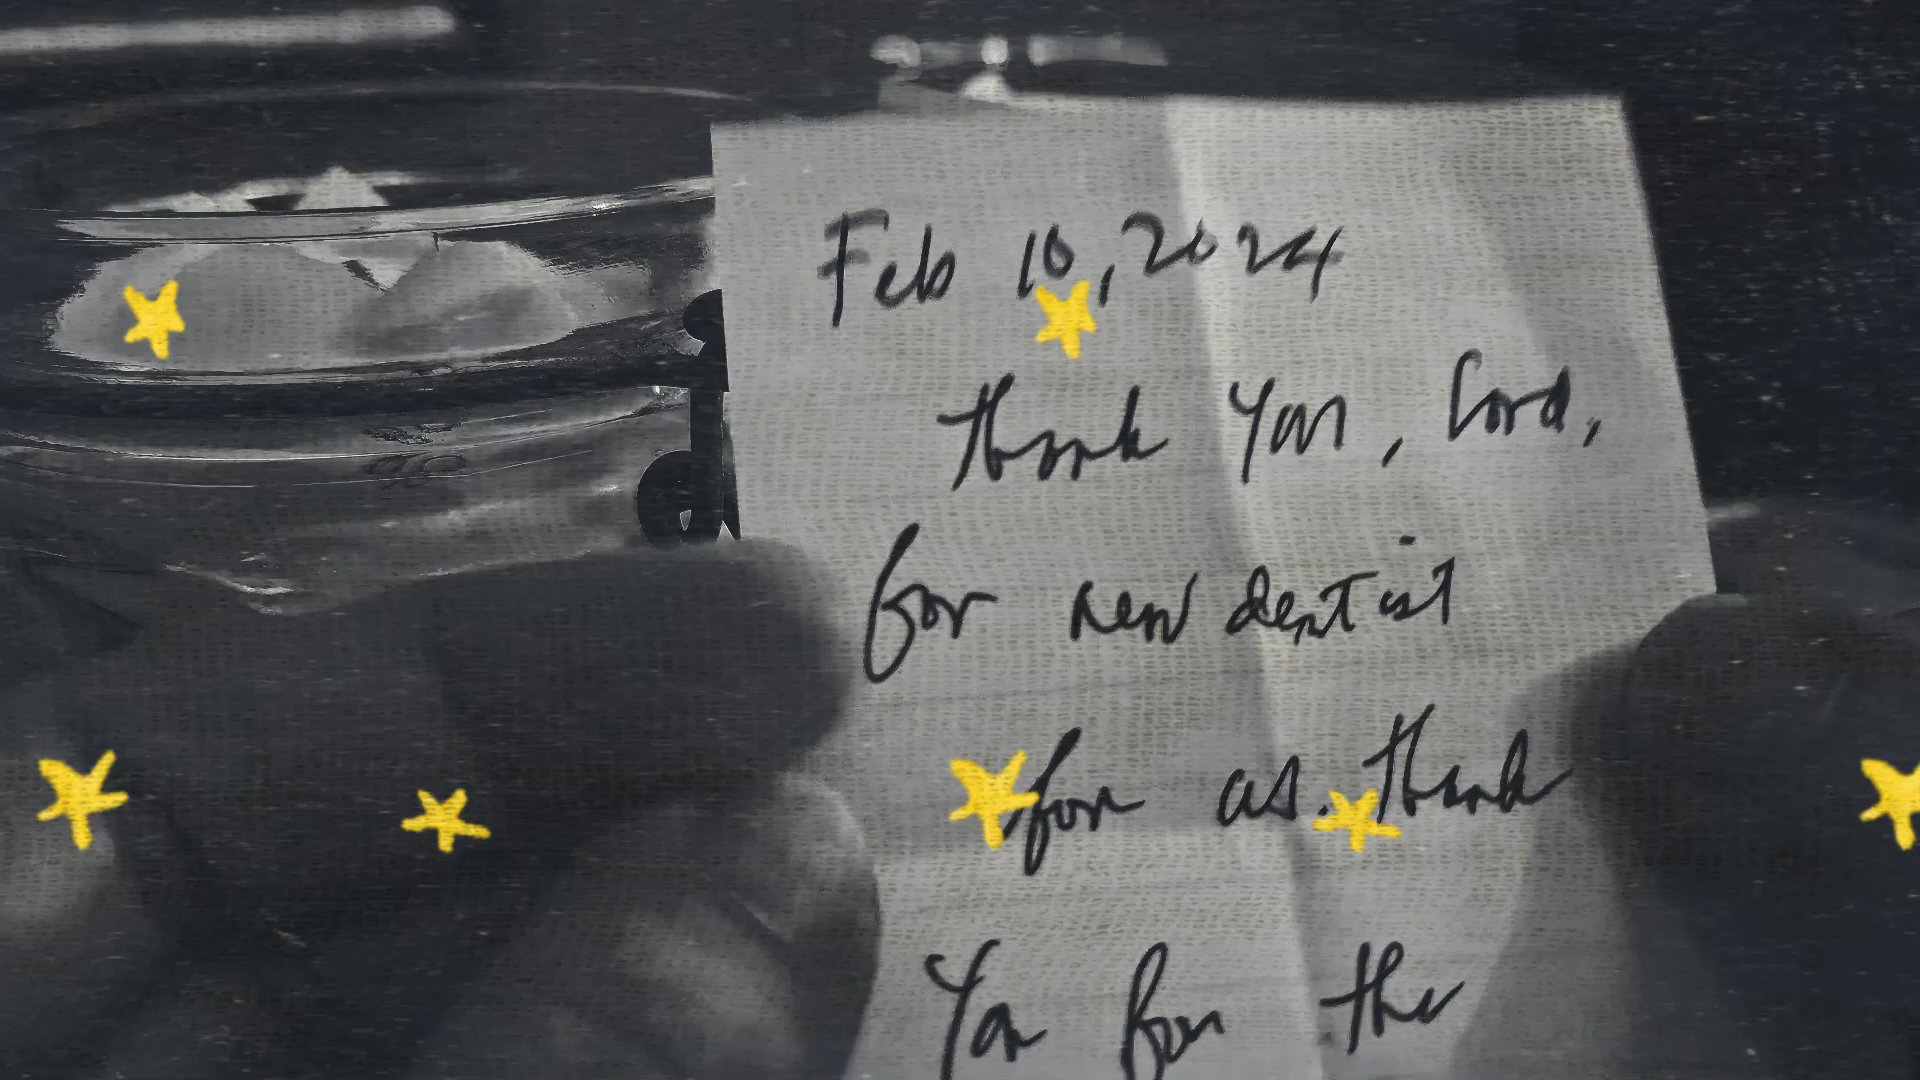 Feb 10, 2024
Thank You, Lord,
for new dentist
for us. Thank
You for the